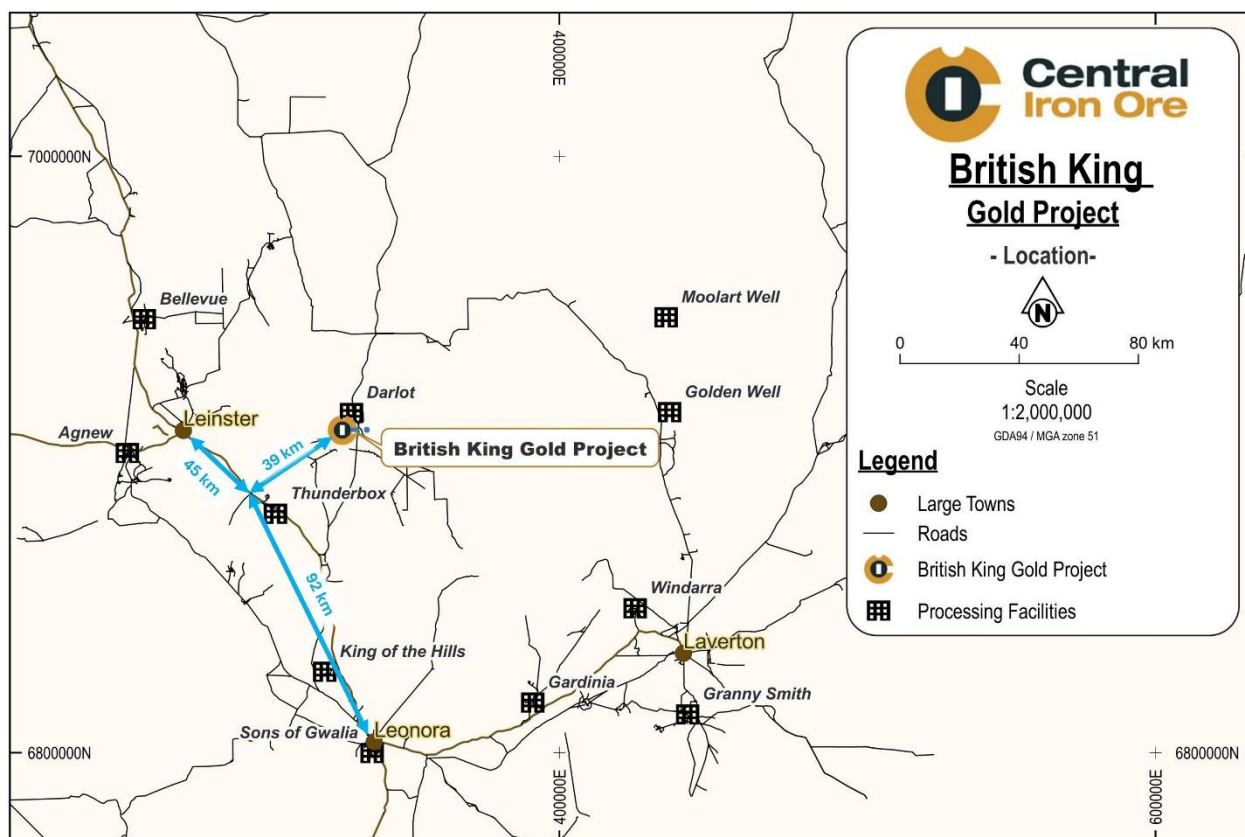 400000E
7000000N
Bellevue
Moolart Well
Darlot
Golden Well
Leinster
Agnew
British King Gold Project
39 km
45 km
Thunderbox
92 km
Windarra
King of the Hills
Laverton
Gardinia
Granny Smith
Sons of Gwalia
Leonora
6800000N
400000E
6800000N
600000E
Central
Iron Ore
British King
Gold Project
- Location-
N
0 40 80 km
Scale
1:2,000,000
GDA94 / MGA zone 51
Legend
Large Towns
Roads
British King Gold Project
Processing Facilities